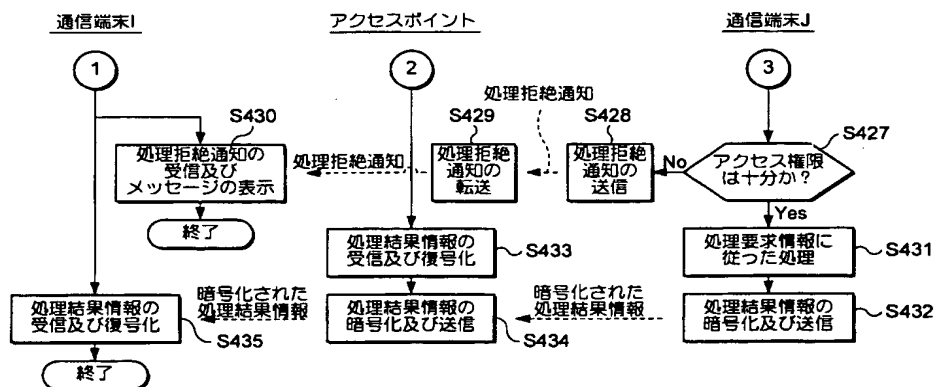 通信端末I
アクセスポイント
通信端末J
1
2
3
処理拒絶通知
S430
S429
S428
S427
処理拒絶通知の
受信及び
メッセージの表示
処理拒絶通知
処理拒絶
通知の
転送
処理拒絶
通知の
送信
No
アクセス権限
は十分か?
Yes
終了
処理結果情報の
受信及び復号化
S433
処理要求情報に
従った処理
S431
処理結果情報の
受信及び復号化
暗号化された
処理結果情報
処理結果情報の
暗号化及び送信
暗号化された
処理結果情報
処理結果情報の
暗号化及び送信
S432
S435
S434
終了